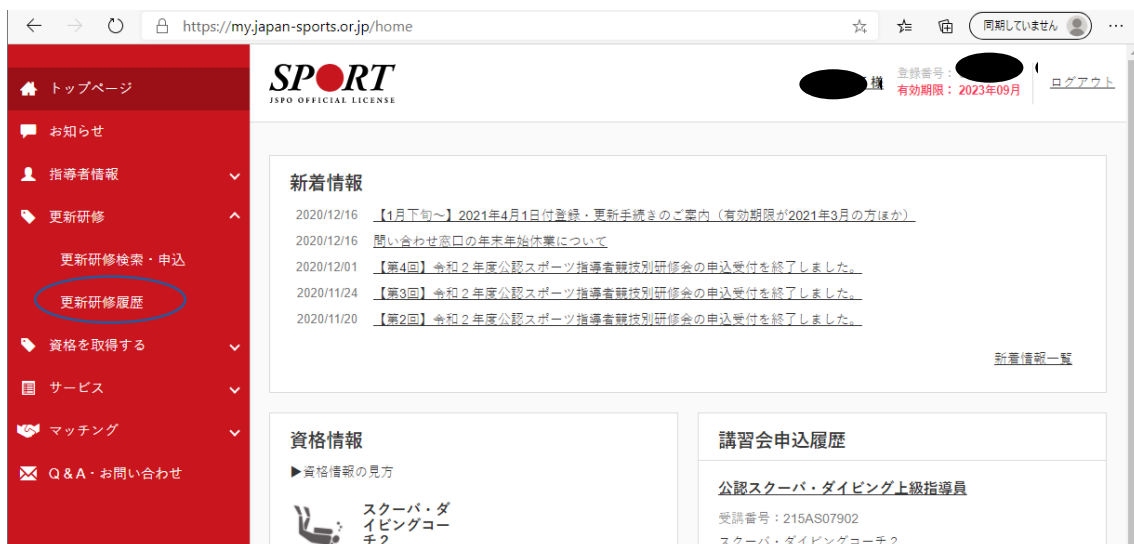 https://my.japan-sports.or.jp/home
同期していません
トップページ
お知らせ
指導者情報
更新研修
更新研修検索・申込
更新研修履歴
資格を取得する
サービス
マッチング
Q&A・お問い合わせ
SPORT
JSPO OFFICIAL LICENSE
様
登録番号：
有効期限： 2023年09月
ログアウト
新着情報
2020/12/16 【1月下旬～】2021年4月1日付登録・更新手続きのご案内（有効期限が2021年3月の方ほか）
2020/12/16 問い合わせ窓口の年末年始休業について
2020/12/01 【第4回】令和２年度公認スポーツ指導者競技別研修会の申込受付を終了しました。
2020/11/24 【第3回】令和２年度公認スポーツ指導者競技別研修会の申込受付を終了しました。
2020/11/20 【第2回】令和２年度公認スポーツ指導者競技別研修会の申込受付を終了しました。
新着情報一覧
資格情報
▶資格情報の見方
スクーバ・ダ
イビングコー
チ２
講習会申込履歴
公認スクーバ・ダイビング上級指導員
受講番号：215AS07902
スクーバ・ダイビングコーチ２